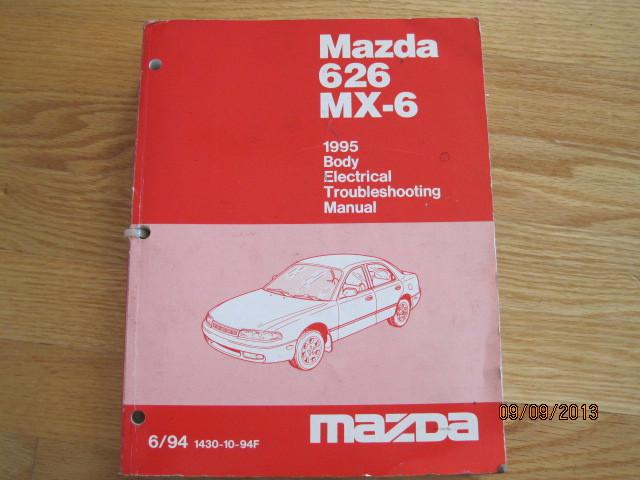 Mazda
626
MX-6
1995
Body
Electrical
Troubleshooting
Manual
6/94 1430-10-94F
mazda
09/09/2013